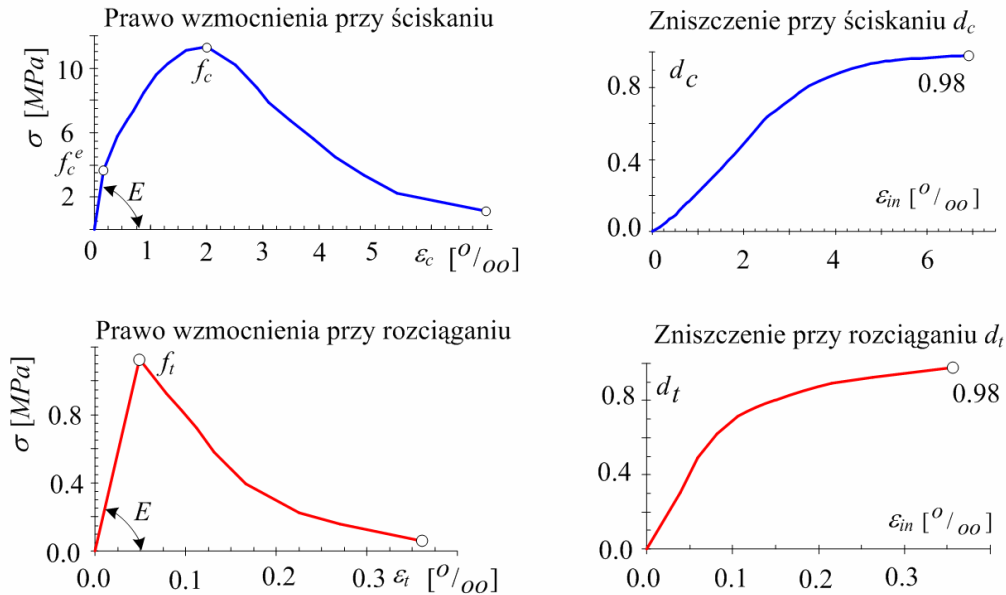 Prawo wzmocnienia przy ściskaniu
σ [MPa]
10
6
f_c^e
2
f_c
E
0 1 2 3 4 5 ε_c [º/oo]
Zniszczenie przy ściskaniu d_c
d_c
0.8
0.4
0.0
0.98
ε_in [º/oo]
0 2 4 6
Prawo wzmocnienia przy rozciąganiu
σ [MPa]
0.8
0.4
0.0
f_t
E
0.0 0.1 0.2 0.3 ε_t [º/oo]
Zniszczenie przy rozciąganiu d_t
d_t
0.8
0.4
0.0
0.98
ε_in [º/oo]
0.0 0.1 0.2 0.3